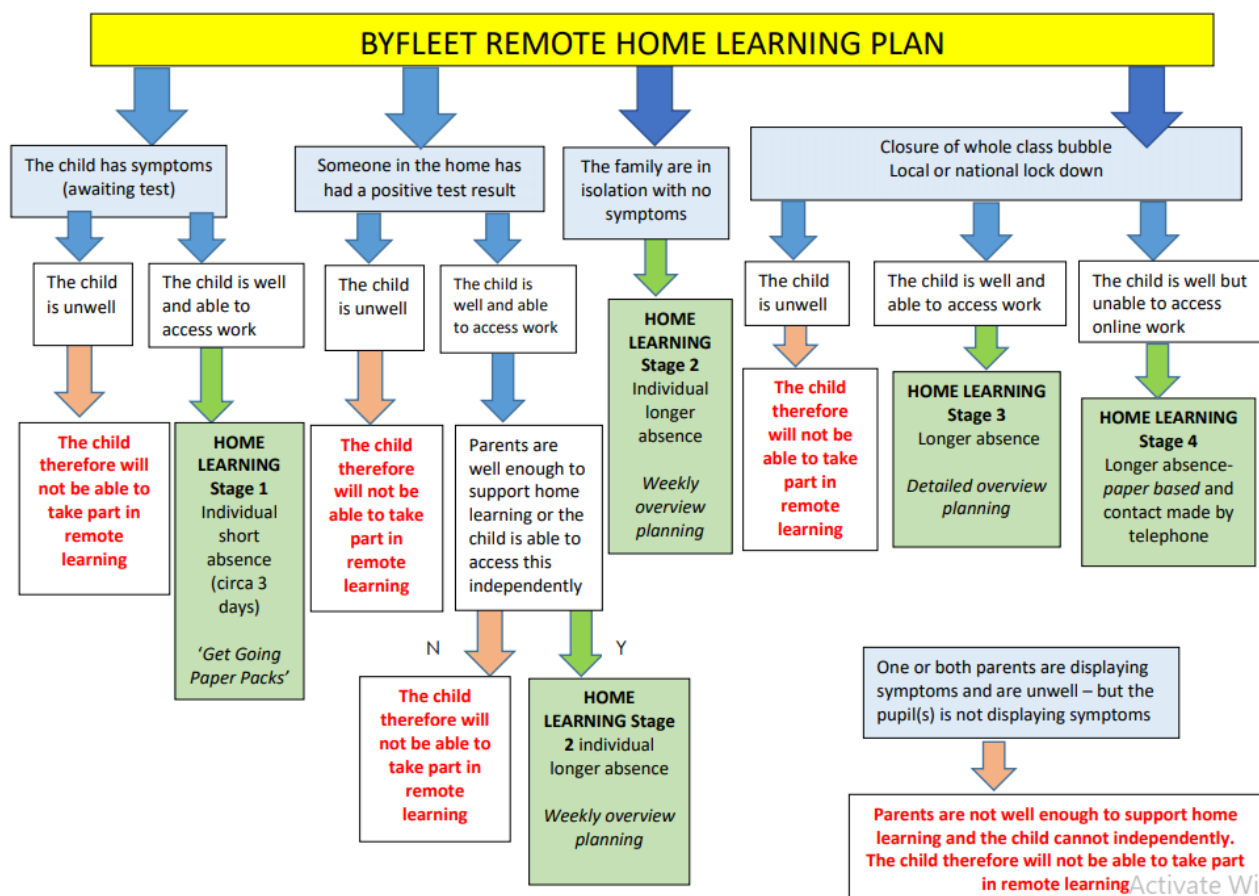 BYFLEET REMOTE HOME LEARNING PLAN
The child has symptoms
(awaiting test)
Someone in the home has
had a positive test result
The family are in
isolation with no
symptoms
Closure of whole class bubble
Local or national lock down
The child
is unwell
The child is well
and able to
access work
The child
is unwell
The child is
well and able
to access work
The child
is unwell
The child is well and
able to access work
The child is well but
unable to access
online work
The child
therefore will
not be able to
take part in
remote
learning
HOME
LEARNING
Stage 1
Individual
short
absence
(circa 3
days)
‘Get Going
Paper Packs’
The child
therefore
will not be
able to take
part in
remote
learning
Parents are
well enough to
support home
learning or the
child is able to
access this
independently
HOME
LEARNING
Stage 2
Individual
longer
absence
Weekly
overview
planning
The child
therefore
will not be
able to take
part in
remote
learning
HOME LEARNING
Stage 3
Longer absence
Detailed overview
planning
HOME LEARNING
Stage 4
Longer absence-
paper based and
contact made by
telephone
N
Y
The child
therefore will
not be able to
take part in
remote
learning
HOME
LEARNING Stage
2 individual
longer absence
Weekly overview
planning
One or both parents are displaying
symptoms and are unwell – but the
pupil(s) is not displaying symptoms
Parents are not well enough to support home
learning and the child cannot independently.
The child therefore will not be able to take part
in remote learning
Activate Wi